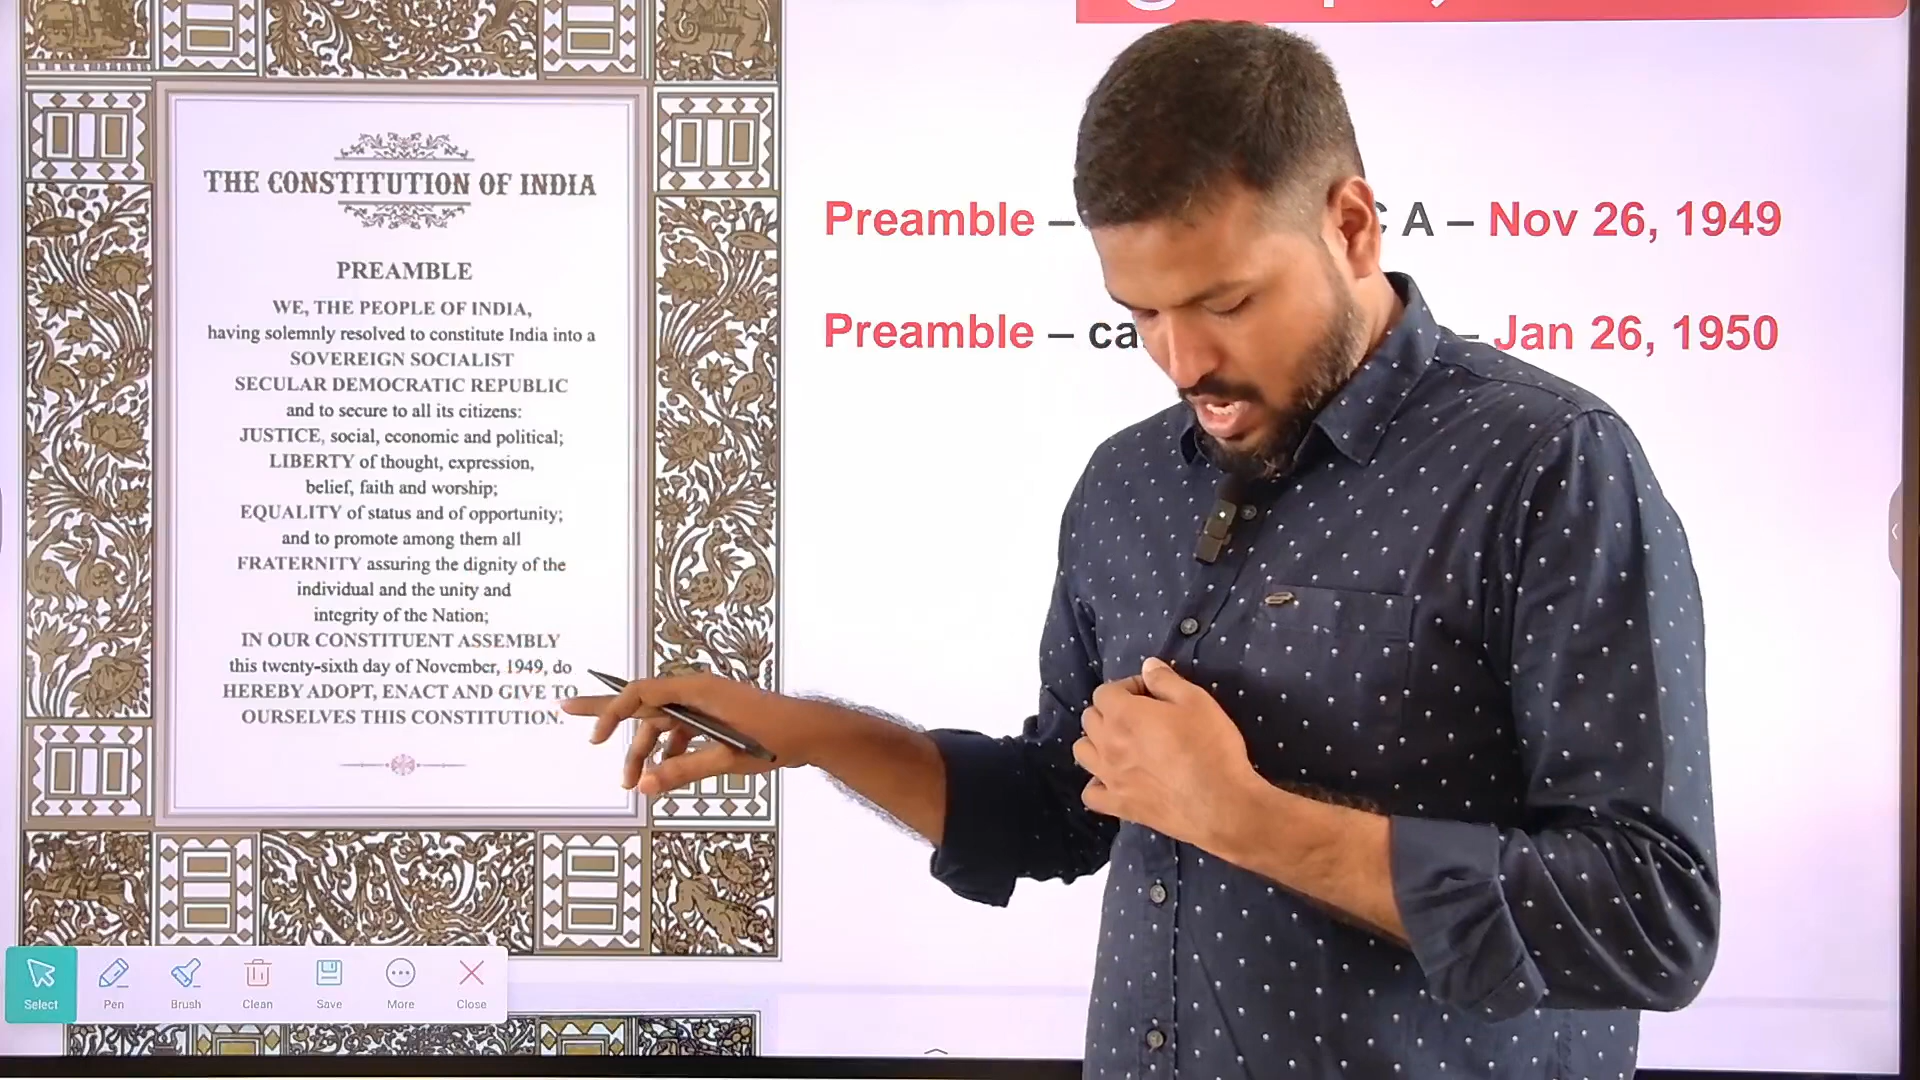 THE CONSTITUTION OF INDIA
PREAMBLE
WE, THE PEOPLE OF INDIA,
having solemnly resolved to constitute India into a
SOVEREIGN SOCIALIST
SECULAR DEMOCRATIC REPUBLIC
and to secure to all its citizens:
JUSTICE, social, economic and political;
LIBERTY of thought, expression,
belief, faith and worship;
EQUALITY of status and of opportunity;
and to promote among them all
FRATERNITY assuring the dignity of the
individual and the unity and
integrity of the Nation;
IN OUR CONSTITUENT ASSEMBLY
this twenty-sixth day of November, 1949, do
HEREBY ADOPT, ENACT AND GIVE TO
OURSELVES THIS CONSTITUTION.
Preamble – A – Nov 26, 1949
Preamble – – Jan 26, 1950
Select Pen Brush Clean Save More Close